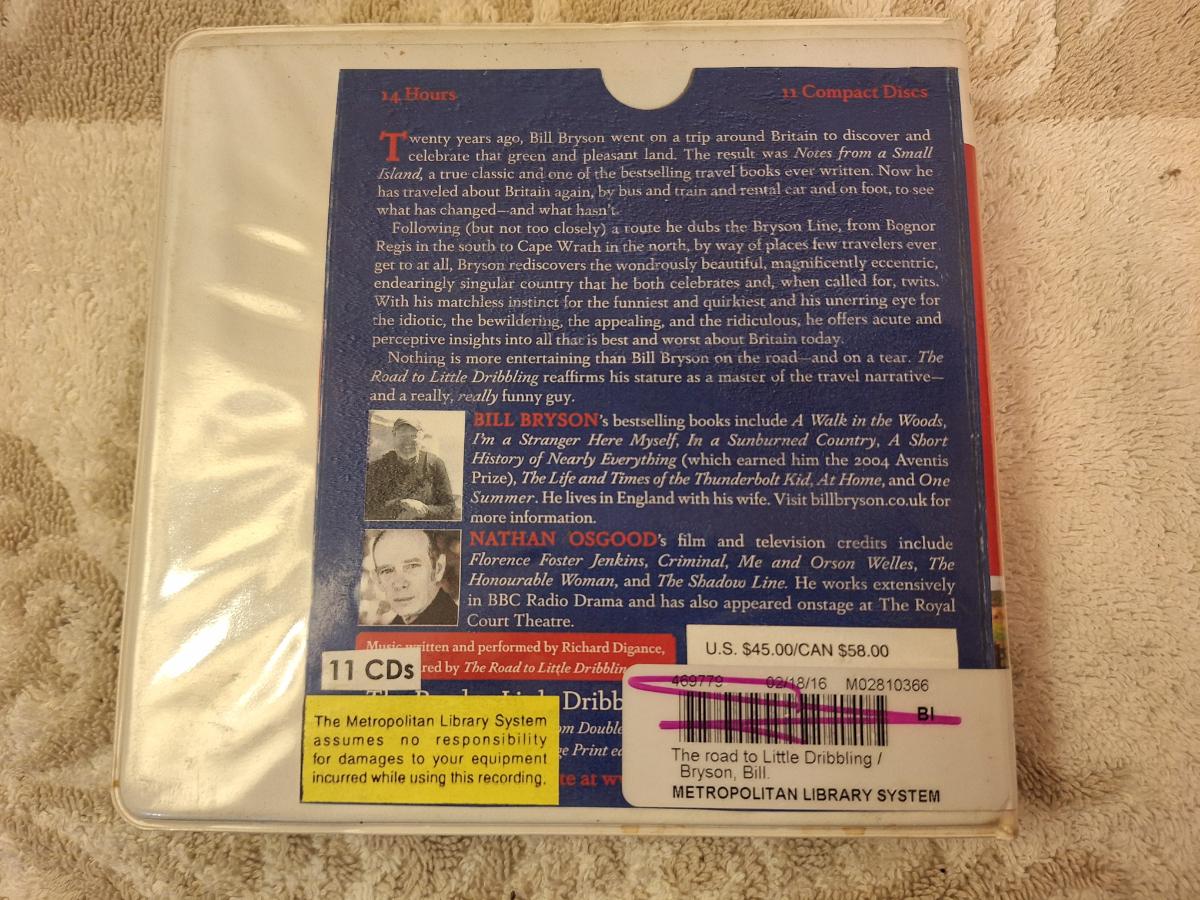 14 Hours
11 Compact Discs
Twenty years ago, Bill Bryson went on a trip around Britain to discover and
celebrate that green and pleasant land. The result was Notes from a Small
Island, a true classic and one of the bestselling travel books ever written. Now he
has traveled about Britain again, by bus and train and rental car and on foot, to see
what has changed—and what hasn't.
Following (but not too closely) a route he dubs the Bryson Line, from Bognor
Regis in the south to Cape Wrath in the north, by way of places few travelers ever
get to at all, Bryson rediscovers the wondrously beautiful, magnificently eccentric,
endearingly singular country that he both celebrates and, when called for, twits.
With his matchless instinct for the funniest and quirkiest and his unerring eye for
the idiotic, the bewildering, the appealing, and the ridiculous, he offers acute and
perceptive insights into all that is best and worst about Britain today.
Nothing is more entertaining than Bill Bryson on the road—and on a tear. The
Road to Little Dribbling reaffirms his stature as a master of the travel narrative—
and a really, really funny guy.
BILL BRYSON's bestselling books include A Walk in the Woods,
I'm a Stranger Here Myself, In a Sunburned Country, A Short
History of Nearly Everything (which earned him the 2004 Aventis
Prize), The Life and Times of the Thunderbolt Kid, At Home, and One
Summer. He lives in England with his wife. Visit billbryson.co.uk for
more information.
NATHAN OSGOOD's film and television credits include
Florence Foster Jenkins, Criminal, Me and Orson Welles, The
Honourable Woman, and The Shadow Line. He works extensively
in BBC Radio Drama and has also appeared onstage at The Royal
Court Theatre.
Music written and performed by Richard Digance,
red by The Road to Little Dribblin
11 CDs
U.S. $45.00/CAN $58.00
Dribb
om Double
e Print ed
te at ww
The Metropolitan Library System
assumes no responsibility
for damages to your equipment
incurred while using this recording.
469779 02/18/16 M02810366
BI
The road to Little Dribbling /
Bryson, Bill.
METROPOLITAN LIBRARY SYSTEM